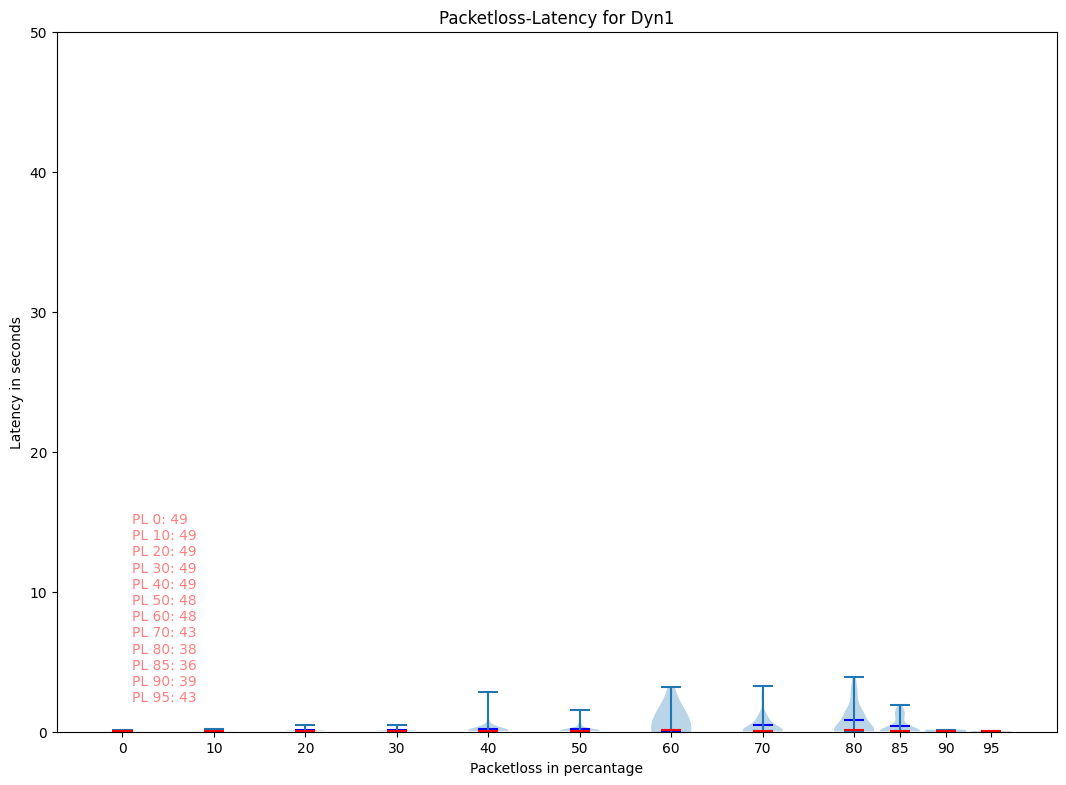 Packetloss-Latency for Dyn1
50
40
30
20
10
0
Latency in seconds
PL 0: 49
PL 10: 49
PL 20: 49
PL 30: 49
PL 40: 49
PL 50: 48
PL 60: 48
PL 70: 43
PL 80: 38
PL 85: 36
PL 90: 39
PL 95: 43
0 10 20 30 40 50 60 70 80 85 90 95
Packetloss in percantage